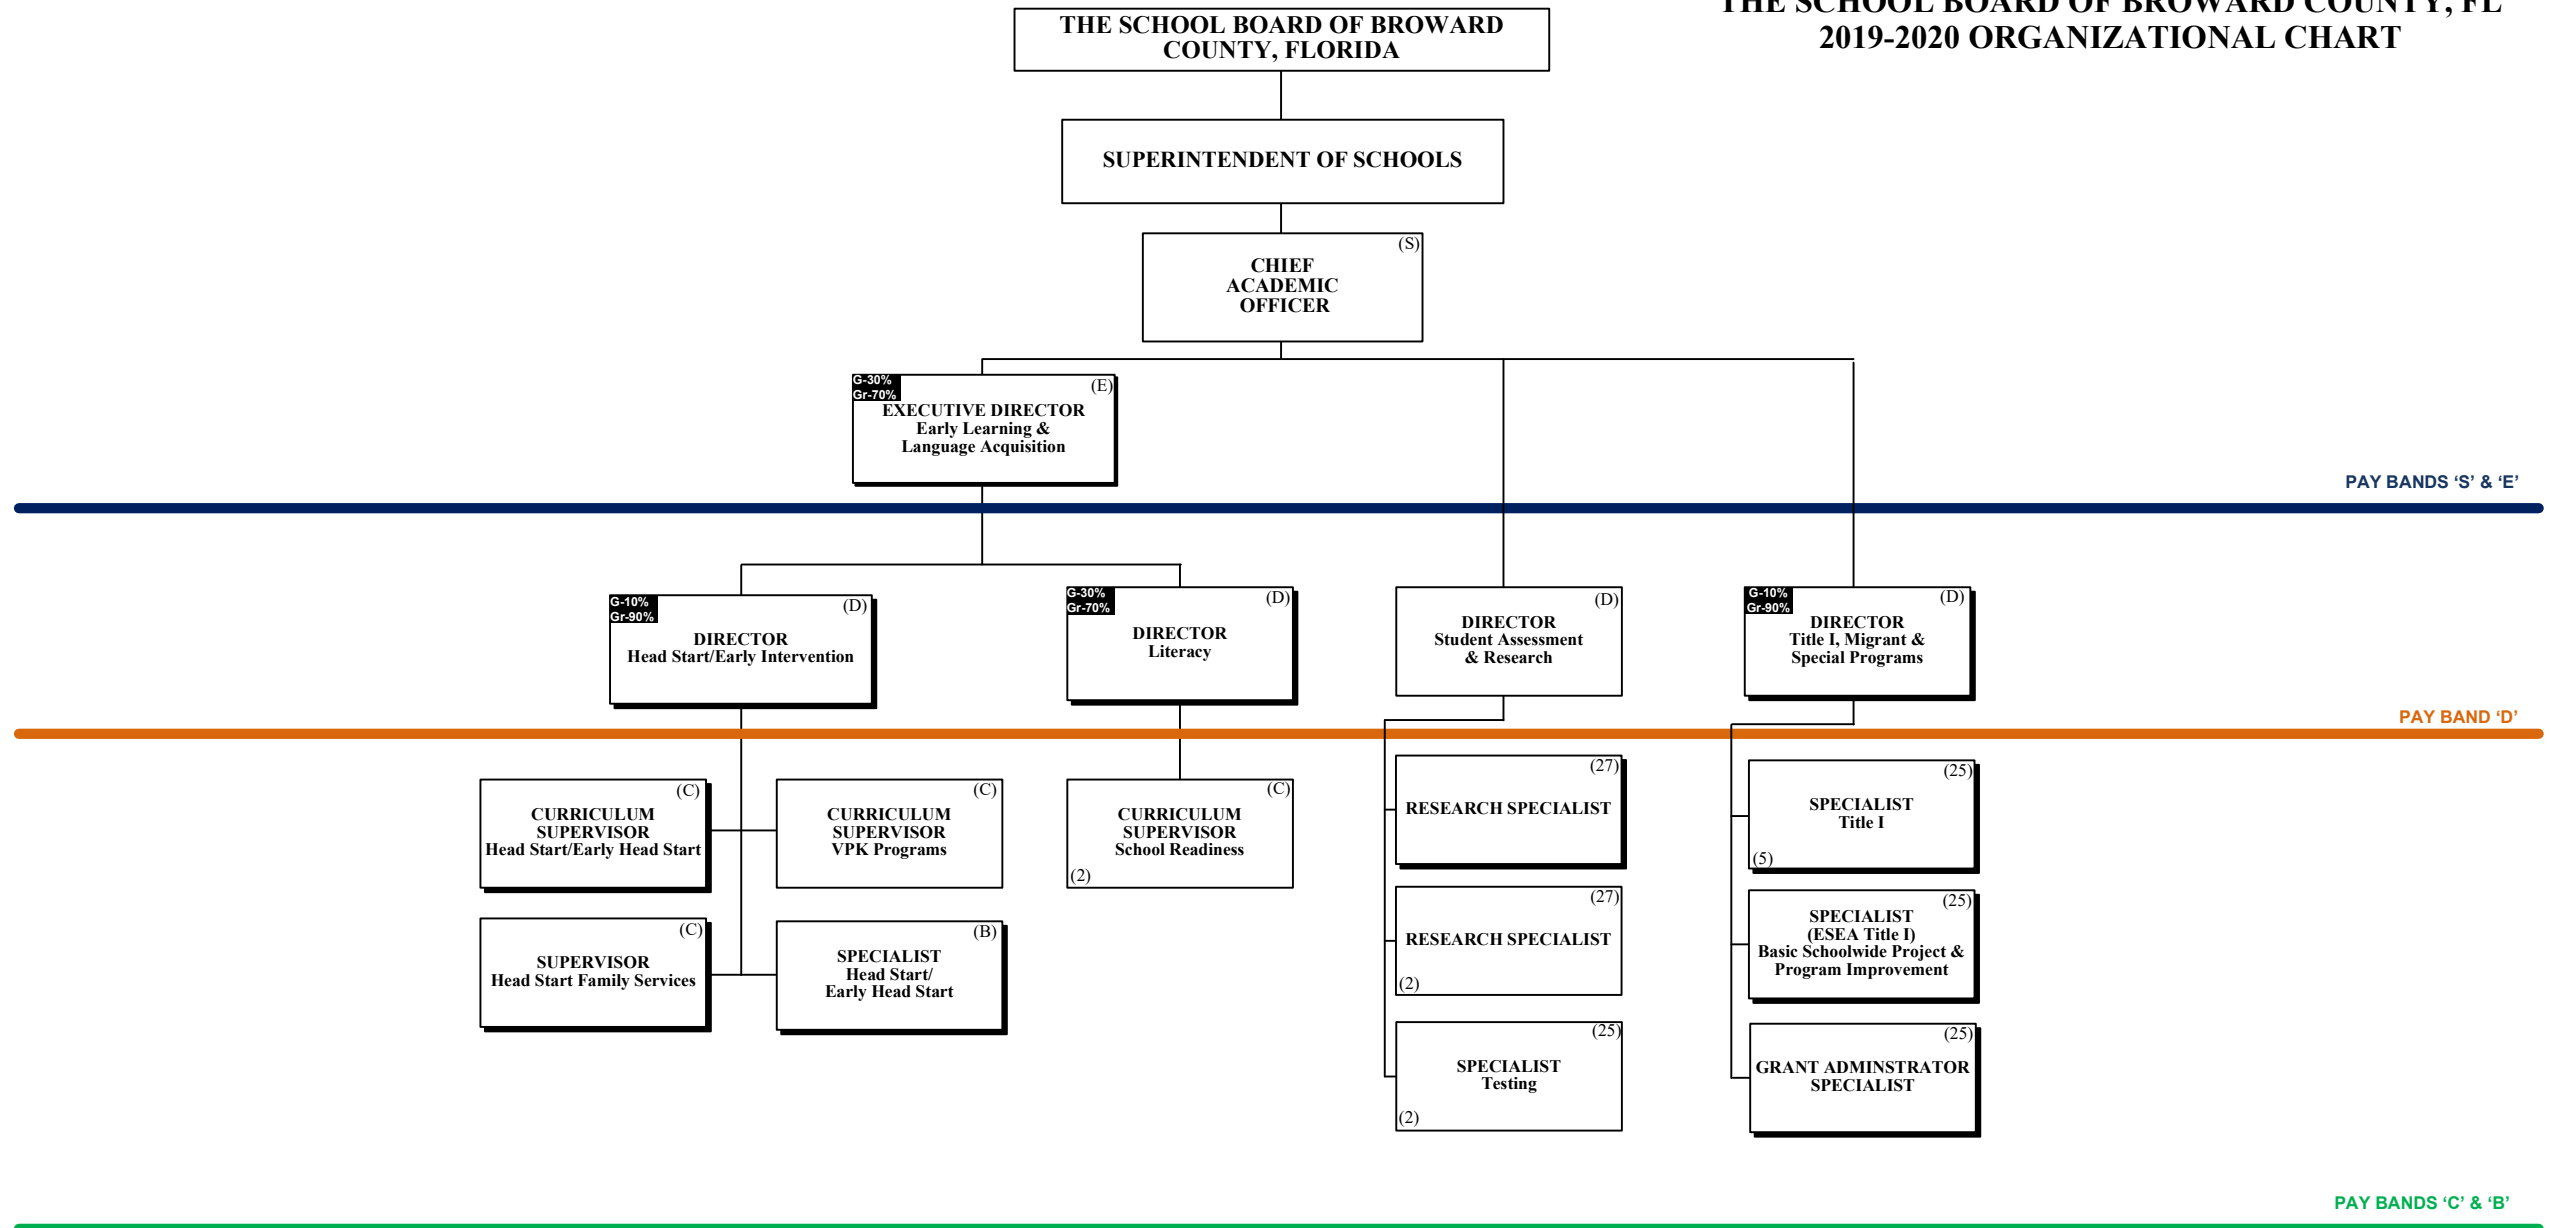 THE SCHOOL BOARD OF BROWARD COUNTY, FL
2019-2020 ORGANIZATIONAL CHART
THE SCHOOL BOARD OF BROWARD
COUNTY, FLORIDA
SUPERINTENDENT OF SCHOOLS
(S)
CHIEF
ACADEMIC
OFFICER
G-30%
Gr-70%
(E)
EXECUTIVE DIRECTOR
Early Learning &
Language Acquisition
PAY BANDS ‘S’ & ‘E’
G-10%
Gr-90%
(D)
DIRECTOR
Head Start/Early Intervention
G-30%
Gr-70%
(D)
DIRECTOR
Literacy
(D)
DIRECTOR
Student Assessment
& Research
G-10%
Gr-90%
(D)
DIRECTOR
Title I, Migrant &
Special Programs
PAY BAND ‘D’
(C)
CURRICULUM
SUPERVISOR
Head Start/Early Head Start
(C)
CURRICULUM
SUPERVISOR
VPK Programs
(C)
CURRICULUM
SUPERVISOR
School Readiness
(2)
(27)
RESEARCH SPECIALIST
(25)
SPECIALIST
Title I
(5)
(C)
SUPERVISOR
Head Start Family Services
(B)
SPECIALIST
Head Start/
Early Head Start
(27)
RESEARCH SPECIALIST
(2)
(25)
SPECIALIST
(ESEA Title I)
Basic Schoolwide Project &
Program Improvement
(25)
SPECIALIST
Testing
(2)
(25)
GRANT ADMINSTRATOR
SPECIALIST
PAY BANDS ‘C’ & ‘B’